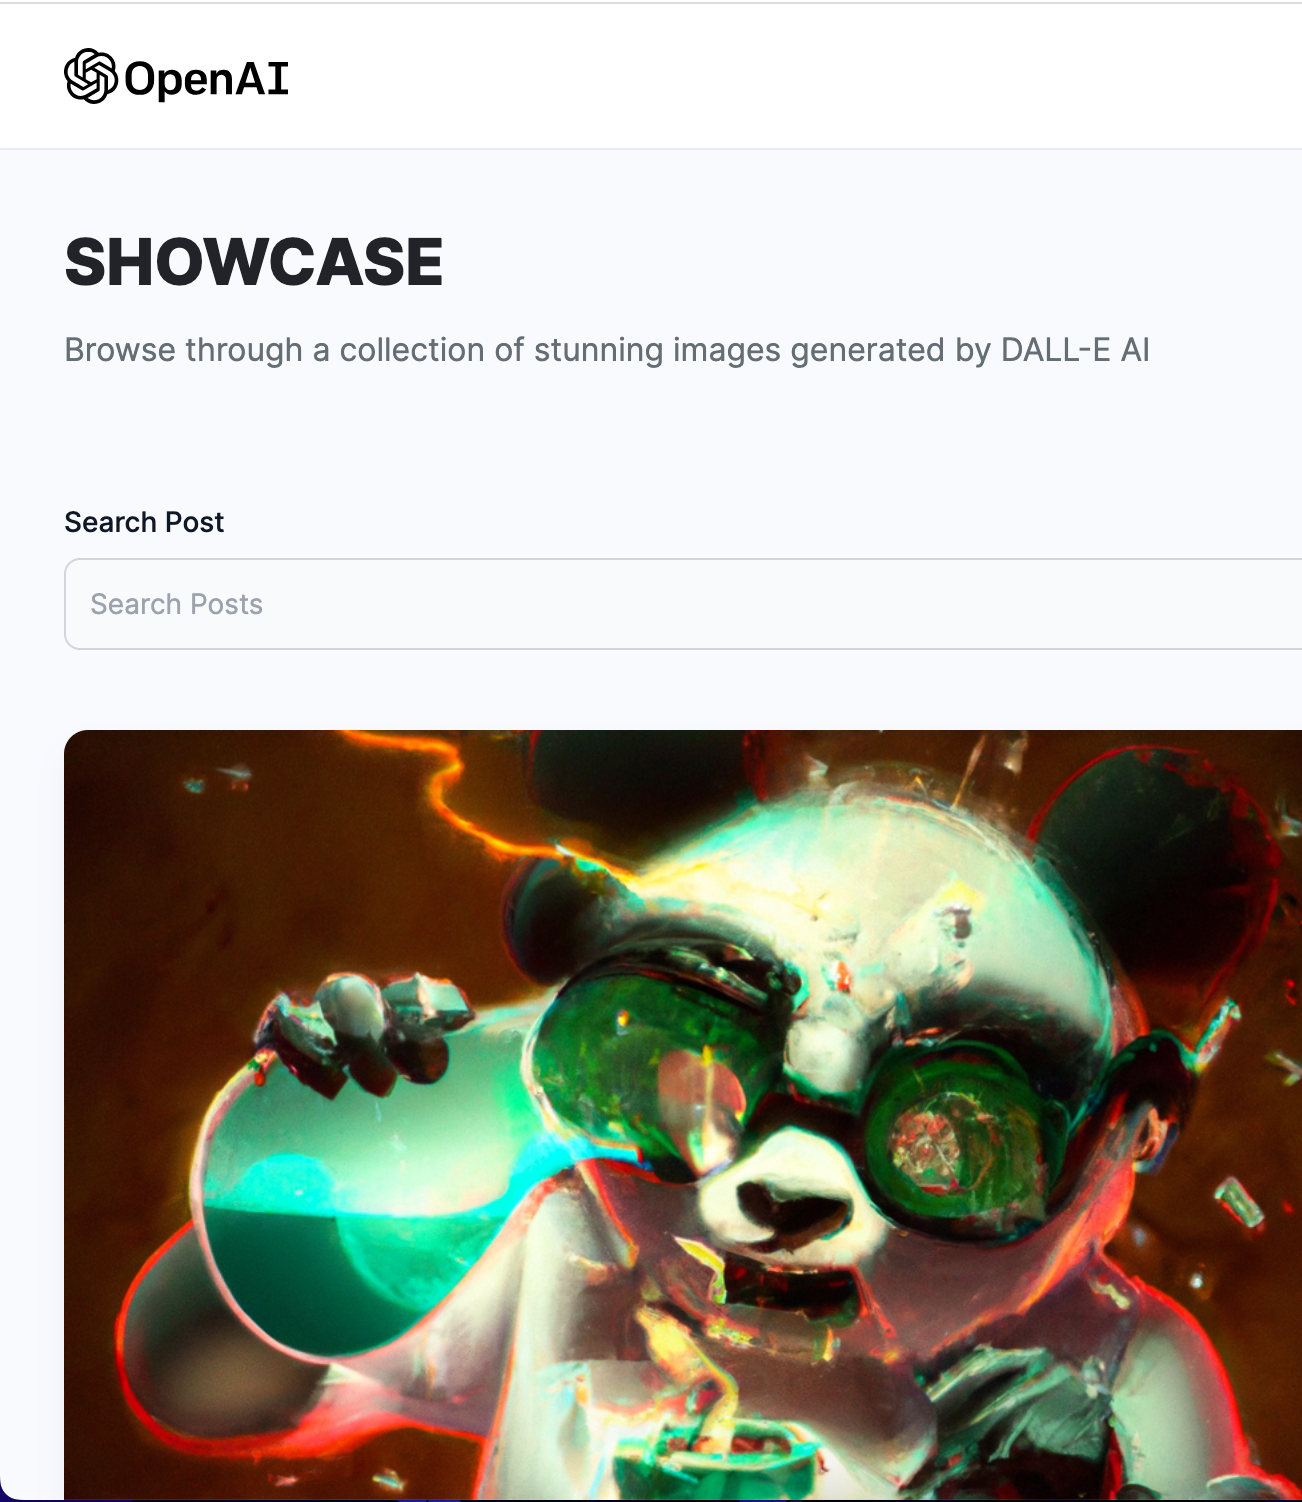 OpenAI
SHOWCASE
Browse through a collection of stunning images generated by DALL-E AI
Search Post
Search Posts